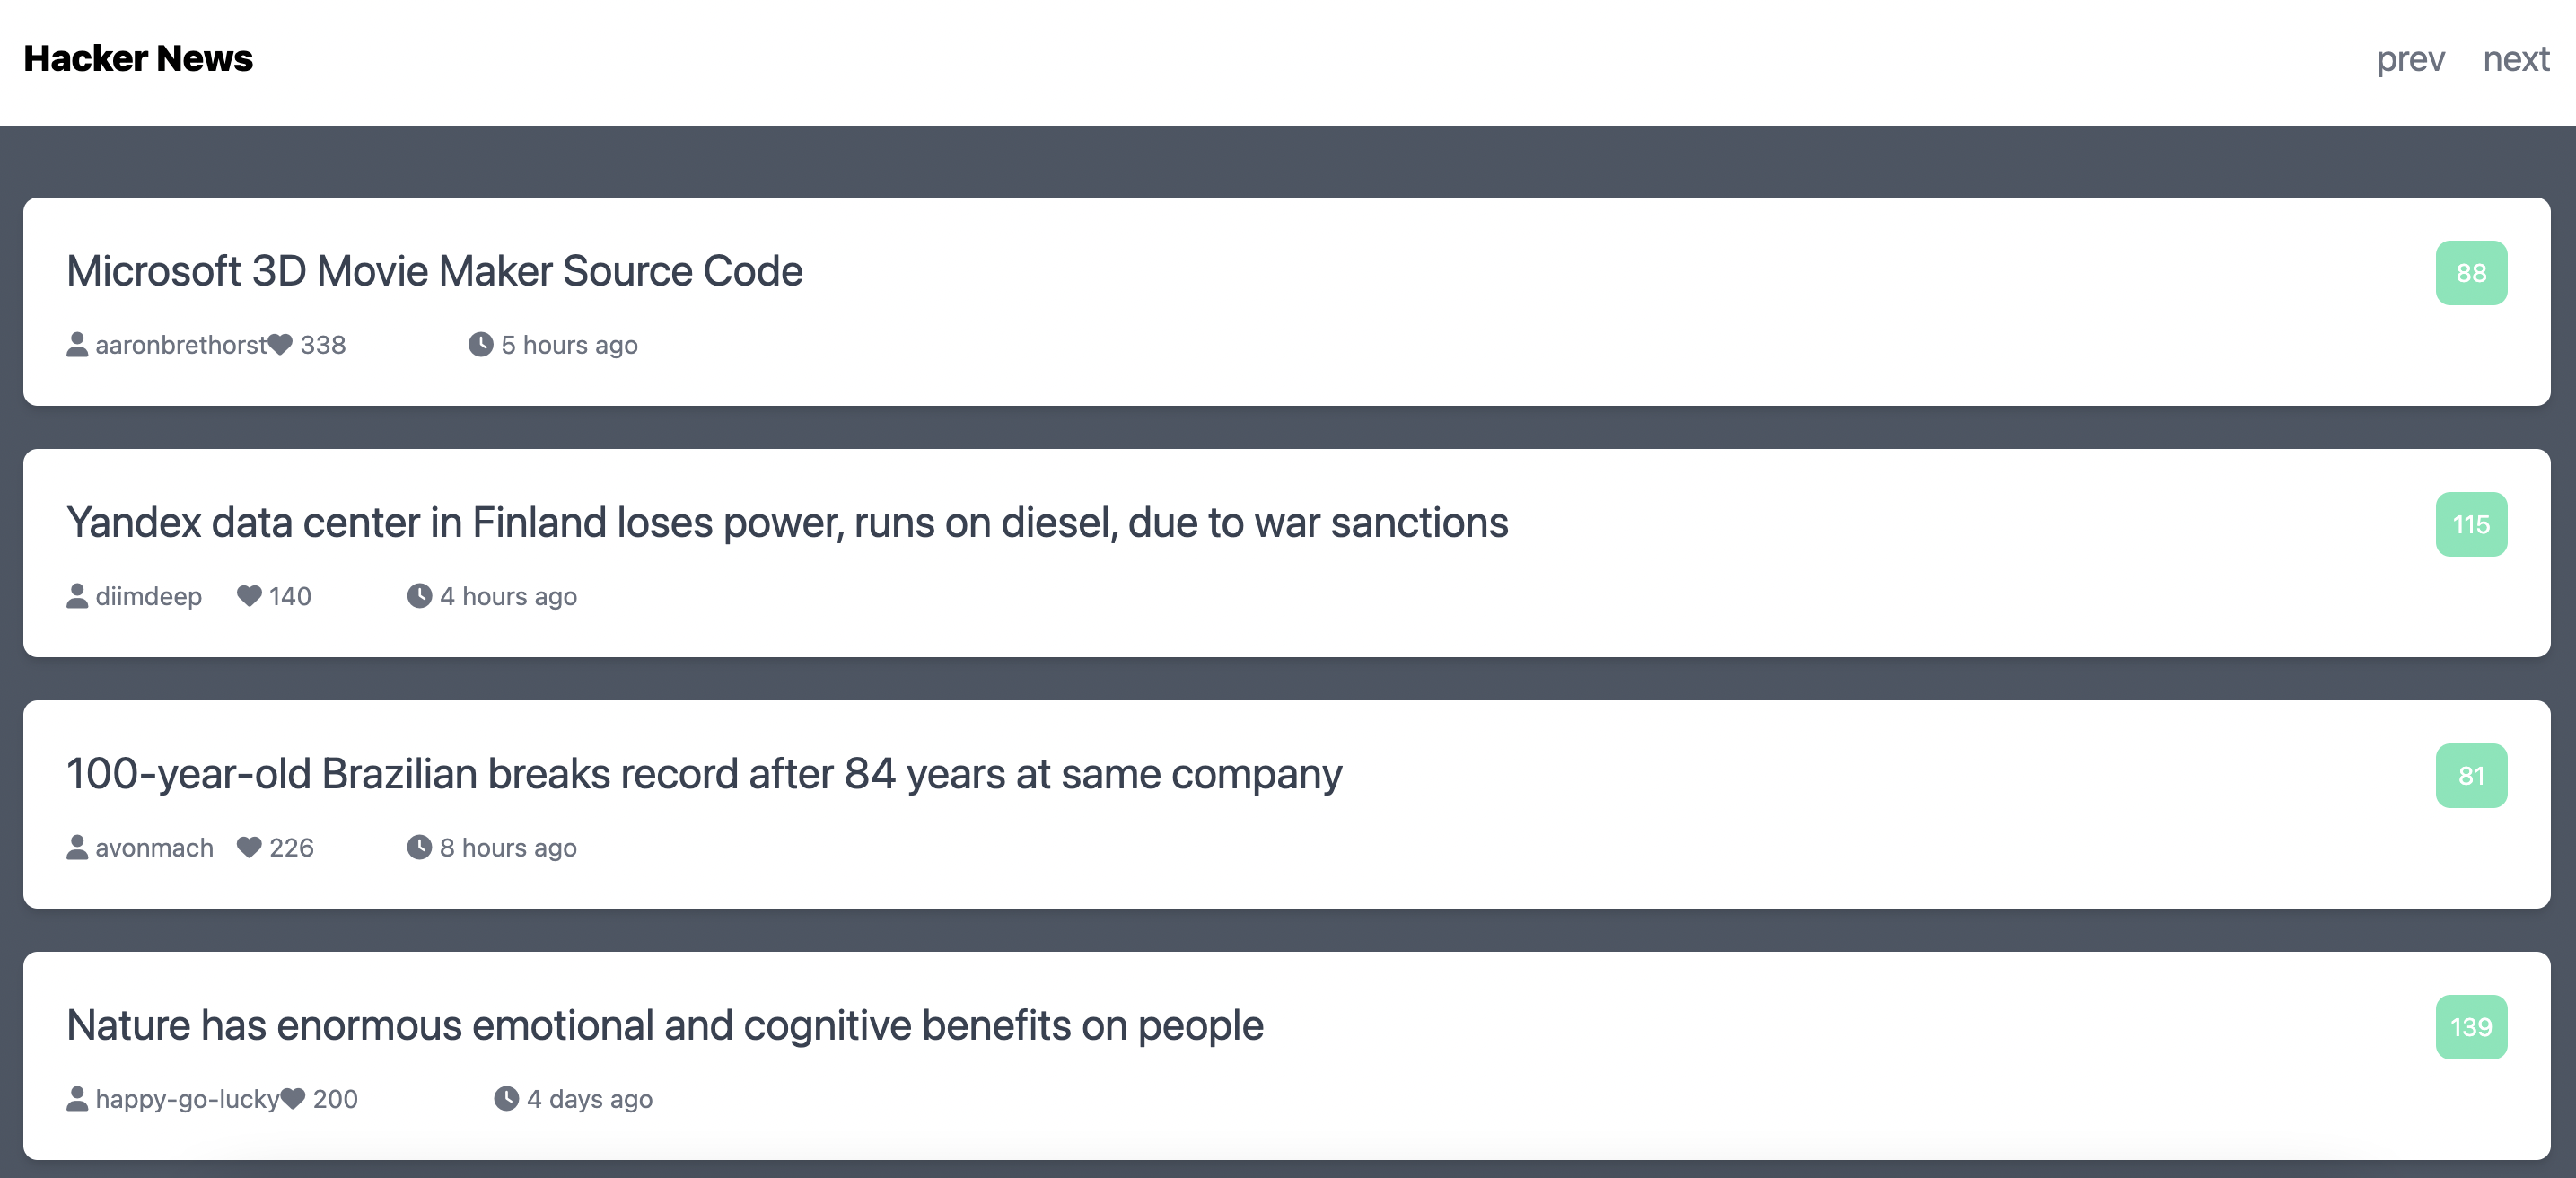 Hacker News
prev next
Microsoft 3D Movie Maker Source Code
88
aaronbrethorst 338 5 hours ago
Yandex data center in Finland loses power, runs on diesel, due to war sanctions
115
diimdeep 140 4 hours ago
100-year-old Brazilian breaks record after 84 years at same company
81
avonmach 226 8 hours ago
Nature has enormous emotional and cognitive benefits on people
139
happy-go-lucky 200 4 days ago